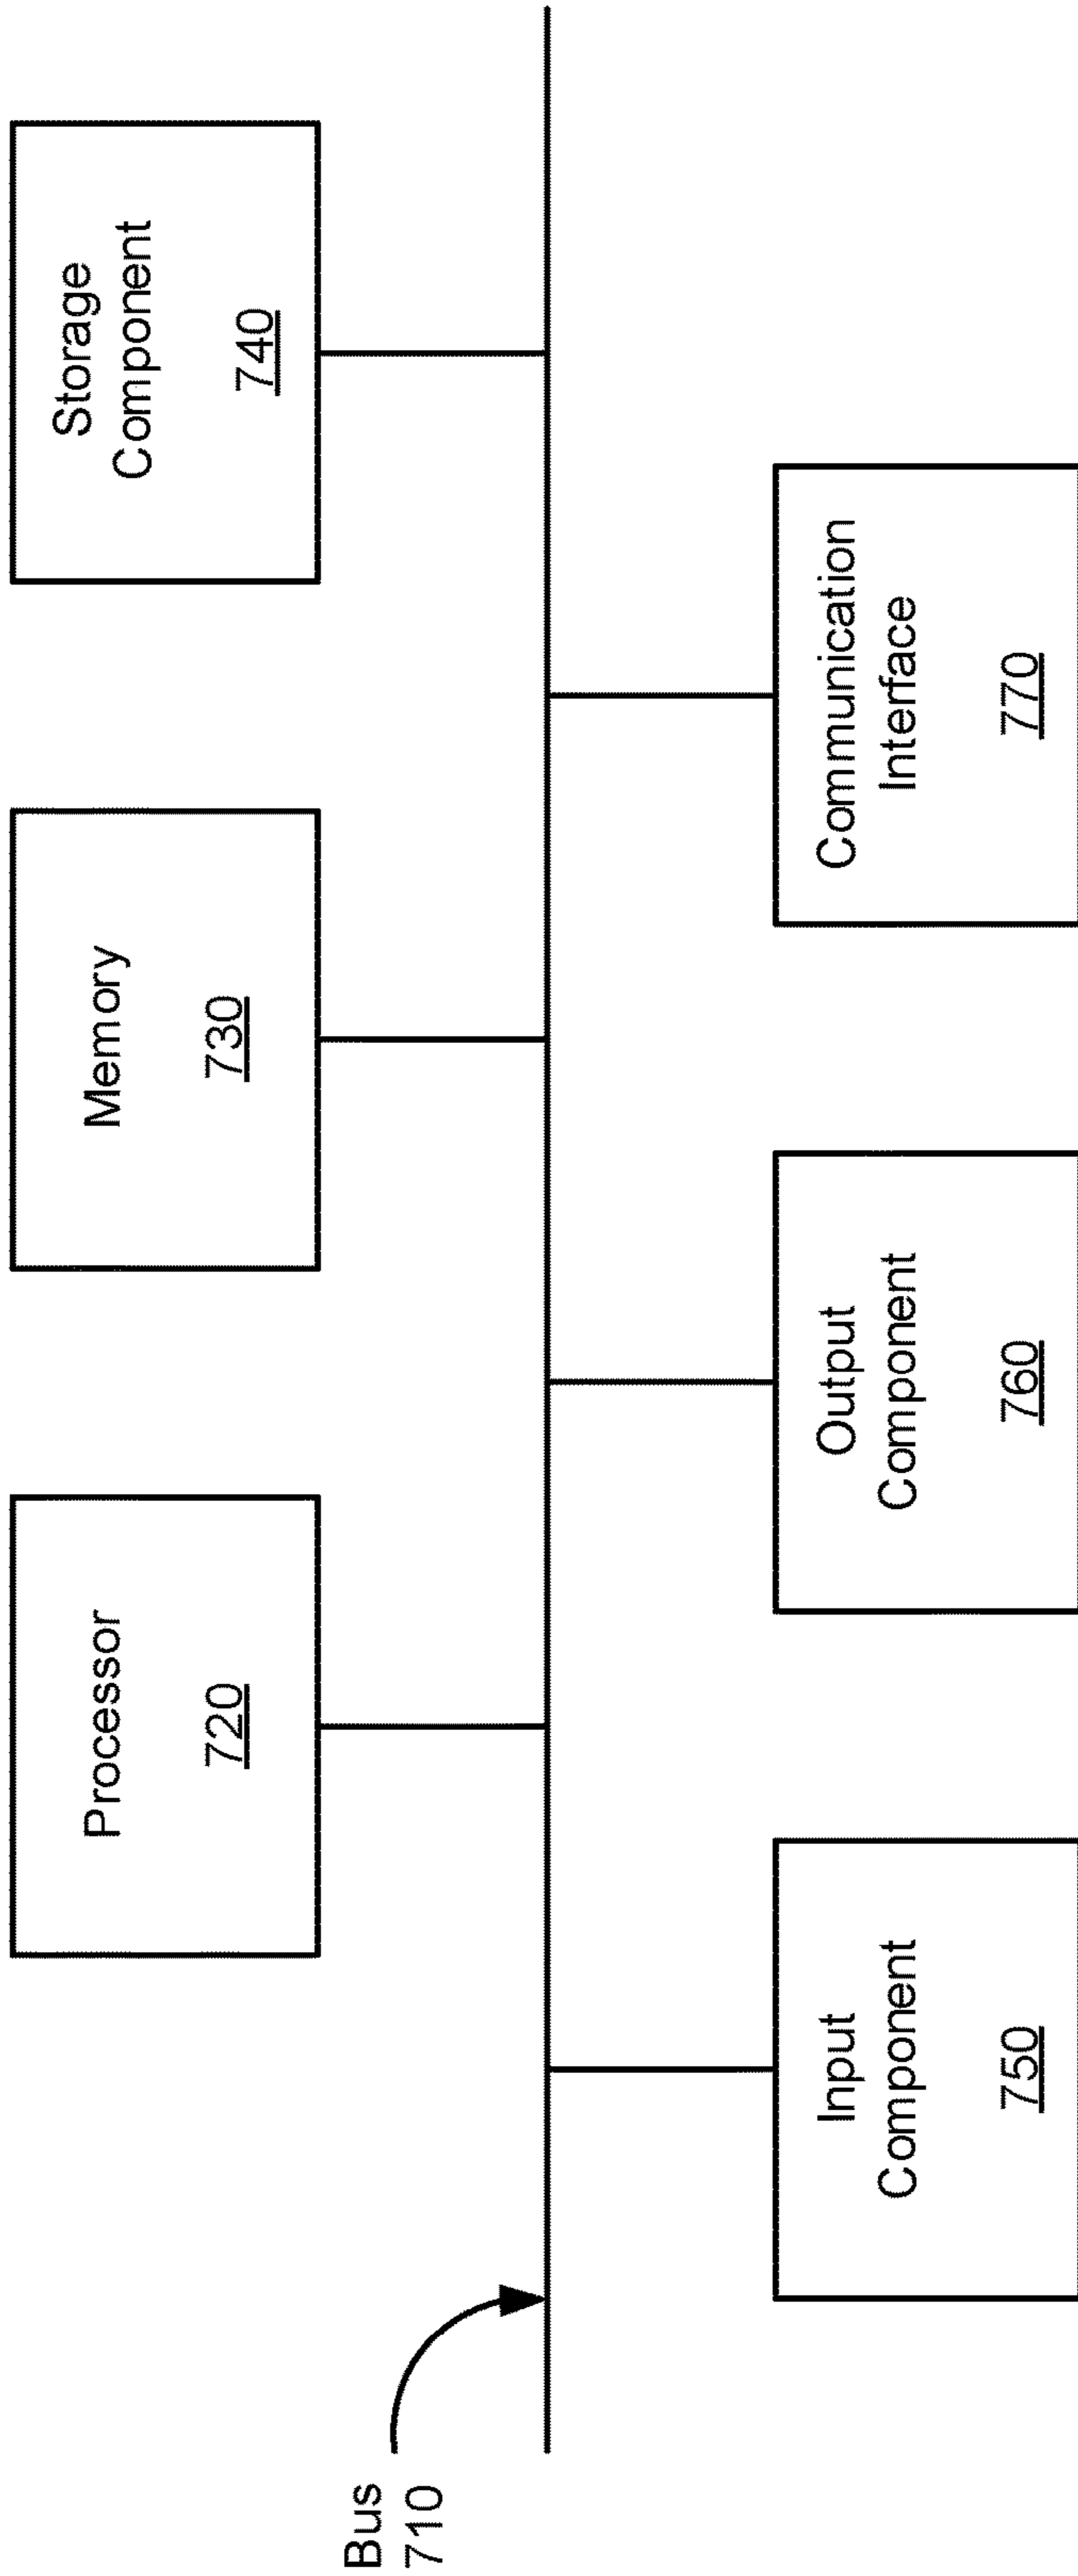 Processor
720
Memory
730
Storage
Component
740
Bus
710
Input
Component
750
Output
Component
760
Communication
Interface
770